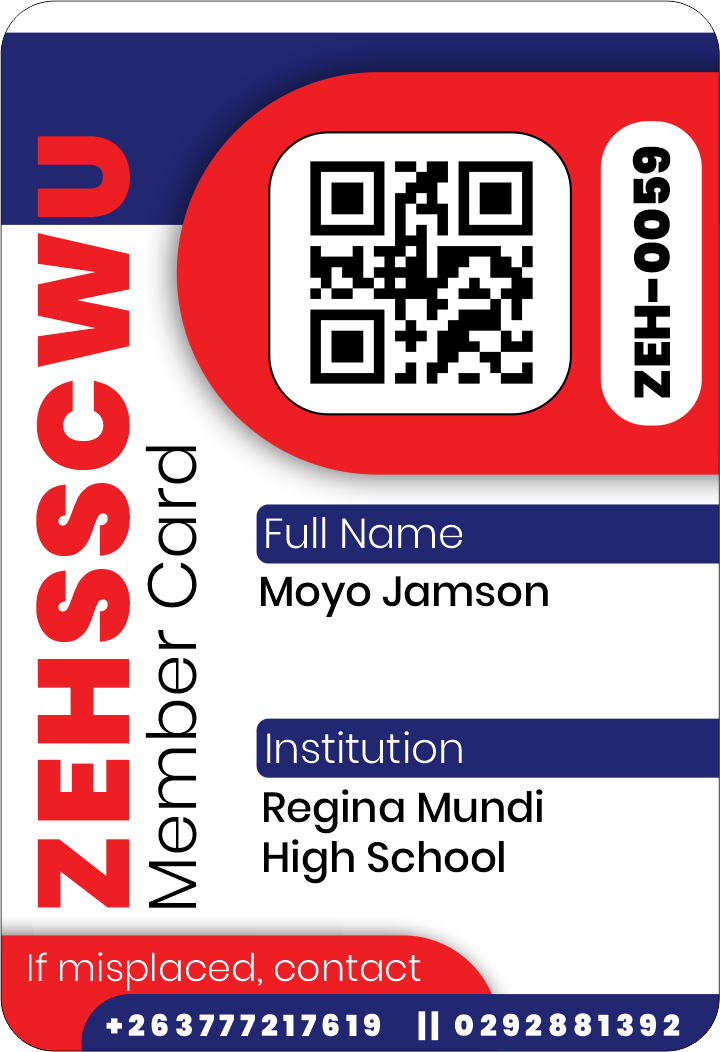 ZEHSSCWU
Member Card
ZEH-0059
Full Name
Moyo Jamson
Institution
Regina Mundi
High School
If misplaced, contact
+263777217619 || 0292881392